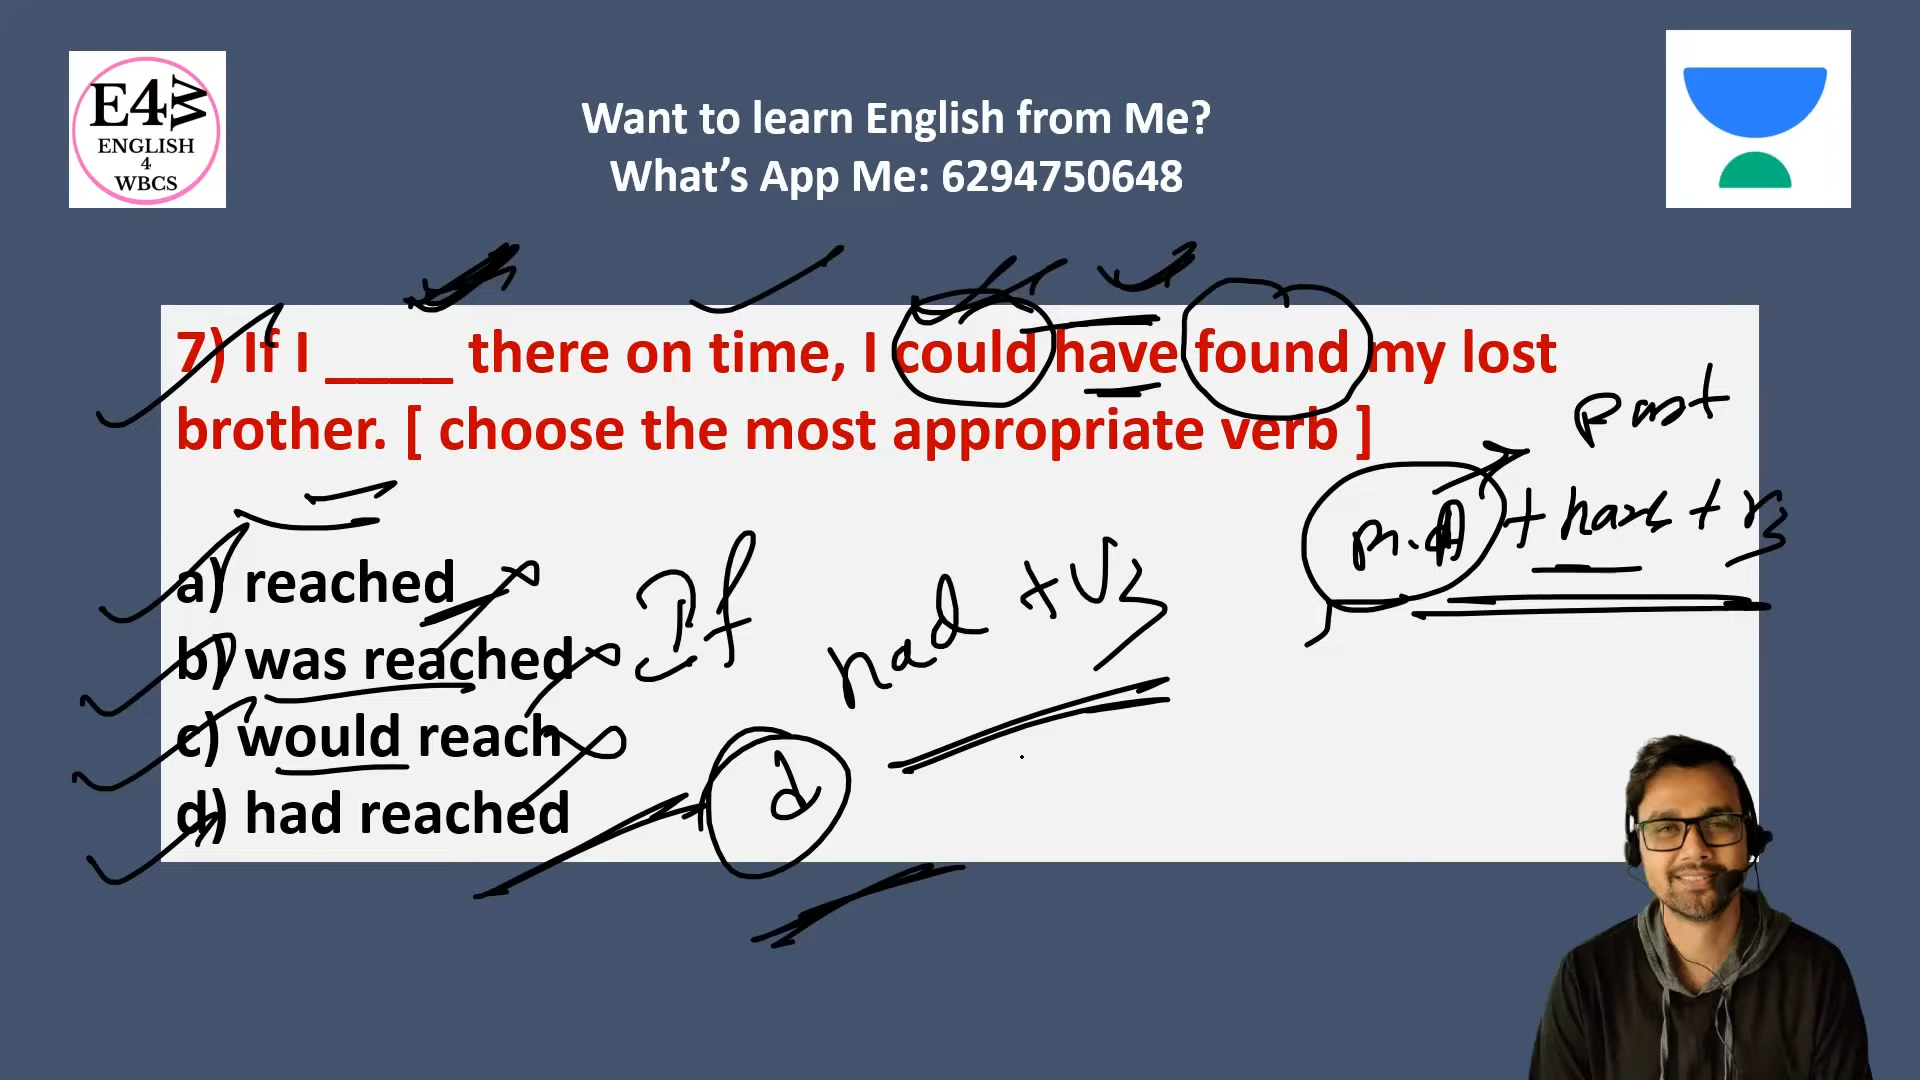 E4W
ENGLISH
4
WBCS
Want to learn English from Me?
What's App Me: 6294750648
7) If I ____ there on time, I could have found my lost
brother. [ choose the most appropriate verb ]
a) reached
b) was reached
c) would reach
d) had reached
If had + V3
d
Past
+ have + V3